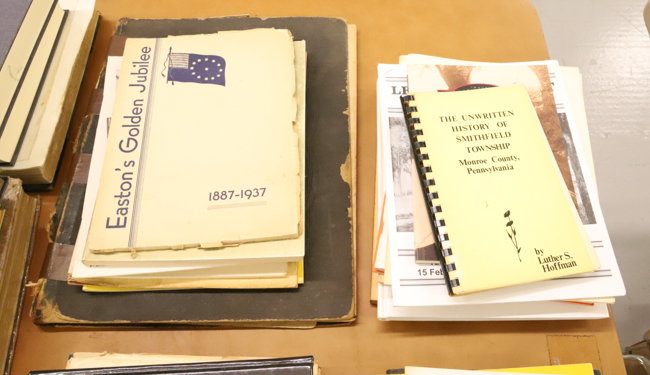 Easton's Golden Jubilee
1887-1937
THE UNWRITTEN
HISTORY OF
SMITHFIELD
TOWNSHIP
Monroe County,
Pennsylvania
by
Luther S.
Hoffman
15 Feb